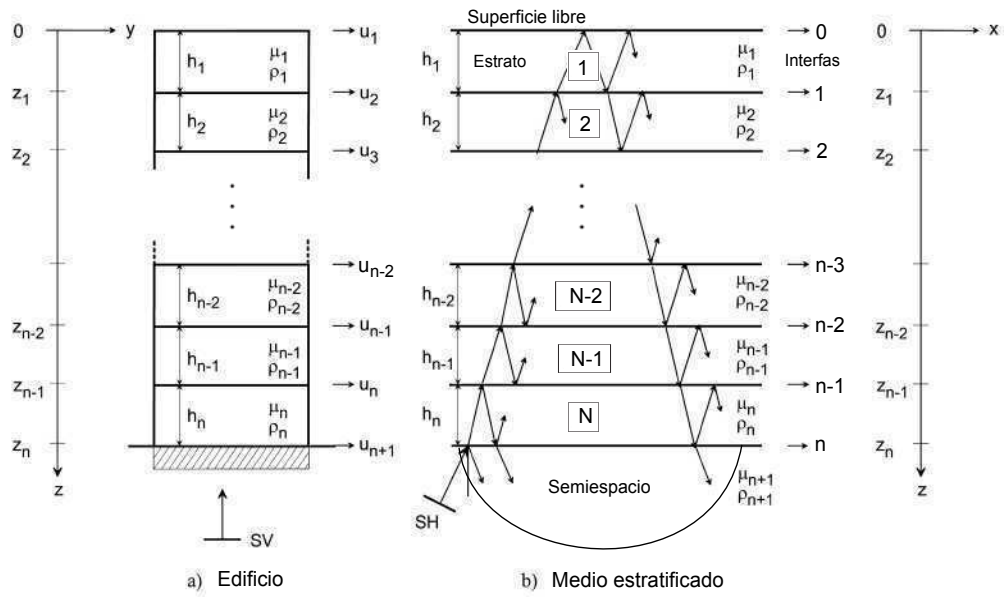 0
y
z₁
z₂
zₙ₋₂
zₙ₋₁
zₙ
z
h₁
μ₁
ρ₁
u₁
h₂
μ₂
ρ₂
u₂
u₃
uₙ₋₂
hₙ₋₂
μₙ₋₂
ρₙ₋₂
uₙ₋₁
hₙ₋₁
μₙ₋₁
ρₙ₋₁
uₙ
hₙ
μₙ
ρₙ
uₙ₊₁
SV
a) Edificio
Superficie libre
0
h₁
Estrato
1
μ₁
ρ₁
Interfas
1
h₂
2
μ₂
ρ₂
2
n-3
hₙ₋₂
N-2
μₙ₋₂
ρₙ₋₂
n-2
hₙ₋₁
N-1
μₙ₋₁
ρₙ₋₁
n-1
hₙ
N
μₙ
ρₙ
n
Semiespacio
μₙ₊₁
ρₙ₊₁
SH
b) Medio estratificado
0
x
z₁
z₂
zₙ₋₂
zₙ₋₁
zₙ
z